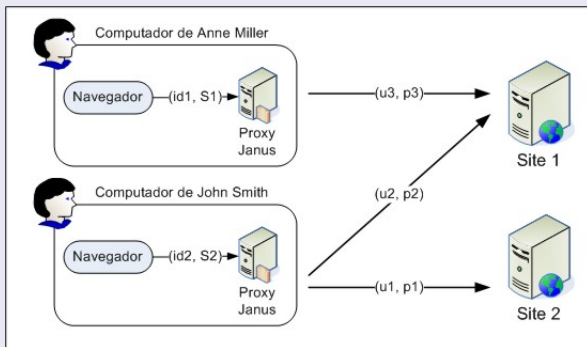 Computador de Anne Miller
Navegador
(id1, S1)
Proxy
Janus
(u3, p3)
Site 1
Computador de John Smith
(u2, p2)
Navegador
(id2, S2)
Proxy
Janus
(u1, p1)
Site 2